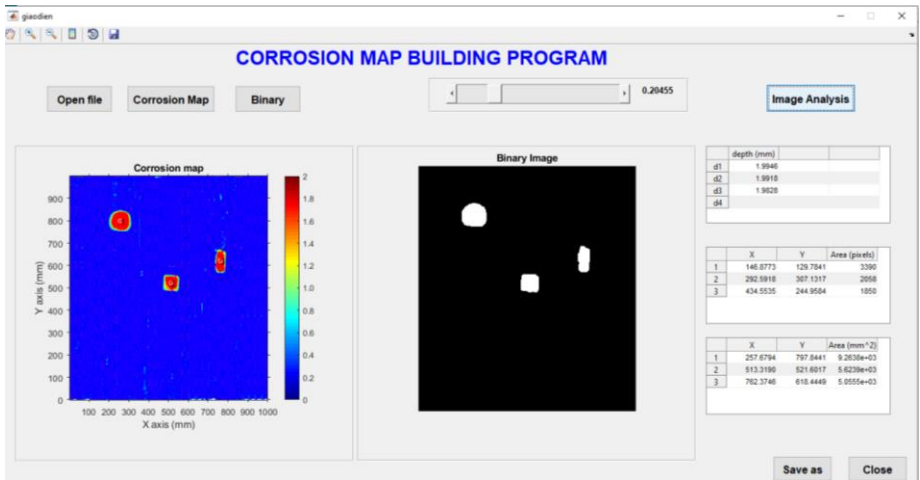 giaodien
CORROSION MAP BUILDING PROGRAM
Open file
Corrosion Map
Binary
0.20455
Image Analysis
Corrosion map
900
800
700
600
500
400
300
200
100
0
Y axis (mm)
100 200 300 400 500 600 700 800 900 1000
X axis (mm)
2
1.8
1.6
1.4
1.2
1
0.8
0.6
0.4
0.2
0
Binary Image
depth (mm)
d1 1.9946
d2 1.9918
d3 1.9828
d4
X Y Area (pixels)
1 146.8773 129.7841 3390
2 292.5918 307.1317 2058
3 434.5535 244.9584 1850
X Y Area (mm^2)
1 257.6794 797.8441 9.2638e+03
2 513.3190 521.6017 5.6239e+03
3 762.3746 618.4449 5.0555e+03
Save as
Close